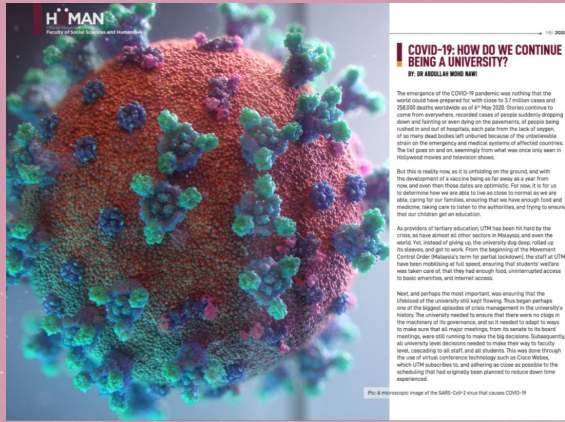 HUMAN
Faculty of Social Sciences and Humanities
MEI 2020
COVID-19: HOW DO WE CONTINUE
BEING A UNIVERSITY?
BY: DR ABDULLAH MOHD NAWI
The emergence of the COVID-19 pandemic was nothing that the
world could have prepared for, with close to 3.7 million cases and
258,000 deaths worldwide as of 6th May 2020. Stories continue to
come from everywhere, recorded cases of people suddenly dropping
down and fainting or even dying on the pavements, of people being
rushed in and out of hospitals, each pale from the lack of oxygen,
of so many dead bodies left unburied because of the unbelievable
strain on the emergency and medical systems of affected countries.
The list goes on and on, seemingly from what was once only seen in
Hollywood movies and television shows.
But this is reality now, as it is unfolding on the ground, and with
the development of a vaccine being as far away as a year from
now, and even then those dates are optimistic. For now, it is for us
to determine how we are able to live as close to normal as we are
able, caring for our families, ensuring that we have enough food and
medicine, taking care to listen to the authorities, and trying to ensure
that our children get an education.
As providers of tertiary education, UTM has been hit hard by the
crisis, as have almost all other sectors in Malaysia, and even the
world. Yet, instead of giving up, the university dug deep, rolled up
its sleeves, and got to work. From the beginning of the Movement
Control Order (Malaysia's term for partial lockdown), the staff at UTM
have been mobilising at full speed, ensuring that students' welfare
was taken care of, that they had enough food, uninterrupted access
to basic amenities, and internet access.
Next, and perhaps the most important, was ensuring that the
lifeblood of the university still kept flowing. Thus began perhaps
one of the biggest episodes of crisis management in the university's
history. The university needed to ensure that there were no clogs in
the machinery of its governance, and so it needed to adapt to ways
to make sure that all major meetings, from its senate to its board
meetings, were still running to make the big decisions. Subsequently,
all university level decisions needed to make their way to faculty
level, cascading to all staff, and all students. This was done through
the use of virtual conference technology such as Cisco Webex,
which UTM subscribes to, and adhering as close as possible to the
scheduling that had originally been planned to reduce down time
experienced.
Pic: A microscopic image of the SARS-CoV-2 virus that causes COVID-19